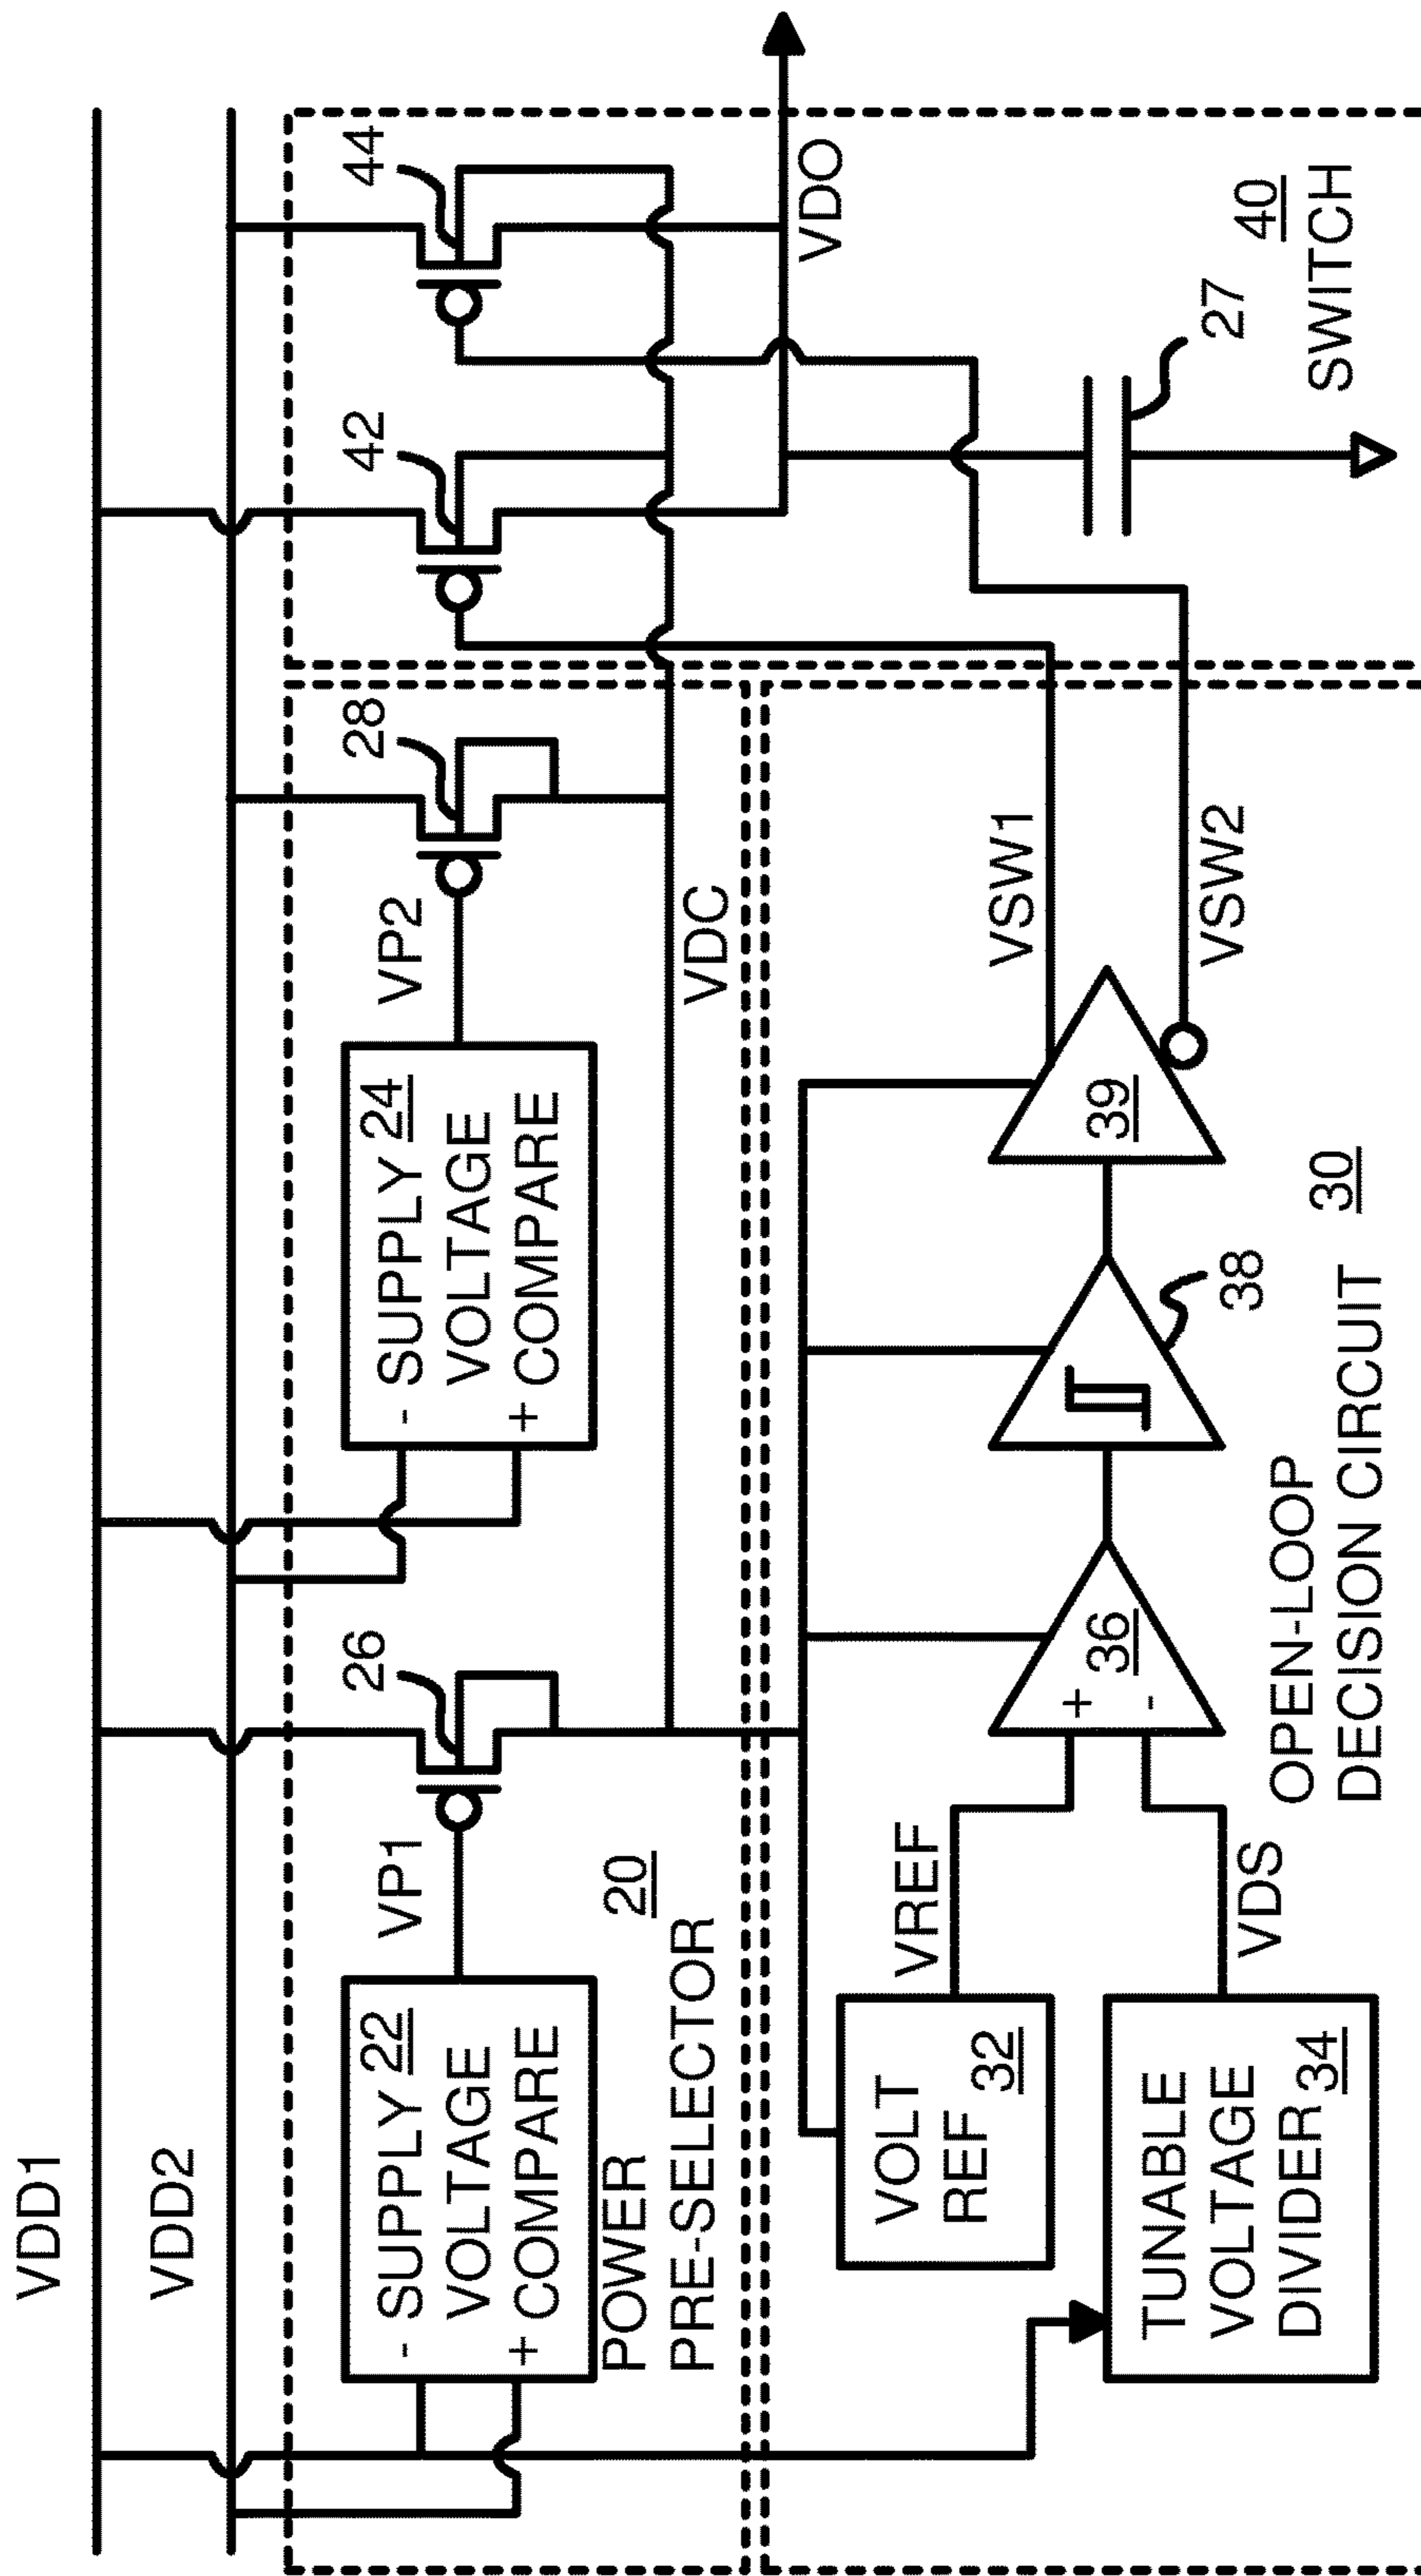 VDD1
VDD2
- SUPPLY 22
VOLTAGE
+ COMPARE
VP1
26
- SUPPLY 24
VOLTAGE
+ COMPARE
VP2
28
42
44
POWER
PRE-SELECTOR
20
VDC
VDO
VOLT
REF 32
VREF
TUNABLE
VOLTAGE
DIVIDER 34
VDS
+
-
36
38
39
VSW1
VSW2
OPEN-LOOP
DECISION CIRCUIT
30
27
40
SWITCH